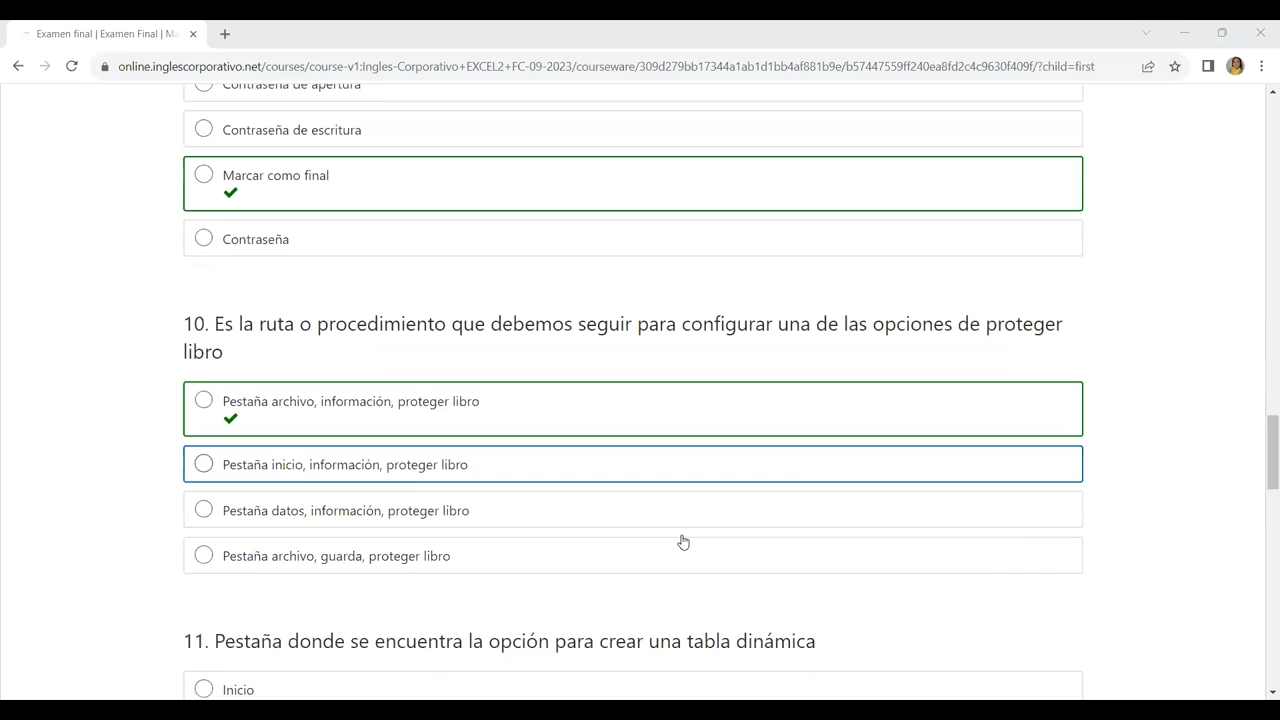 Examen final | Examen Final | Ma
online.inglescorporativo.net/courses/course-v1:Ingles-Corporativo+EXCEL2+FC-09-2023/courseware/309d279bb17344a1ab1d1bb4af881b9e/b57447559ff240ea8fd2c4c9630f409f/?child=first
Contraseña de apertura
Contraseña de escritura
Marcar como final
Contraseña
10. Es la ruta o procedimiento que debemos seguir para configurar una de las opciones de proteger
libro
Pestaña archivo, información, proteger libro
Pestaña inicio, información, proteger libro
Pestaña datos, información, proteger libro
Pestaña archivo, guarda, proteger libro
11. Pestaña donde se encuentra la opción para crear una tabla dinámica
Inicio